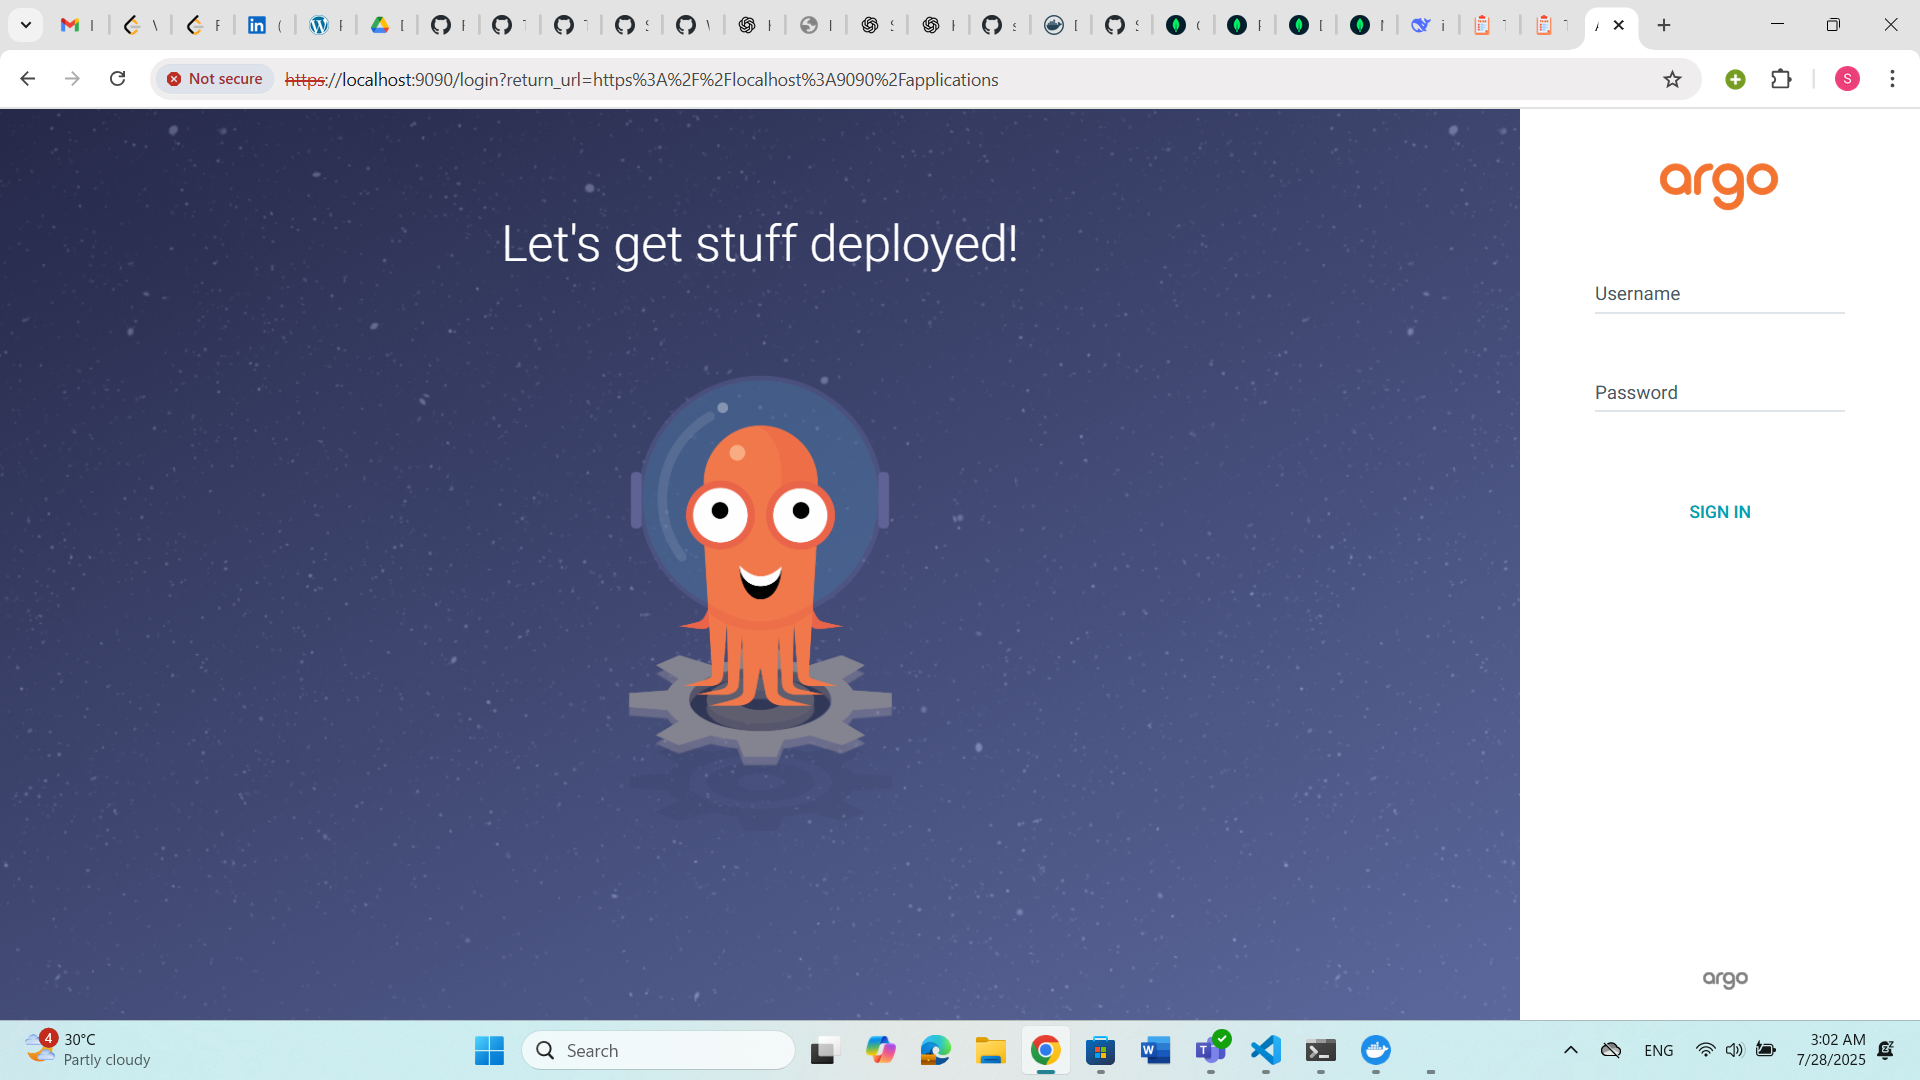 Not secure
https://localhost:9090/login?return_url=https%3A%2F%2Flocalhost%3A9090%2Fapplications
S
Let's get stuff deployed!
argo
Username
Password
SIGN IN
argo
4
30°C
Partly cloudy
Search
ENG
3:02 AM
7/28/2025